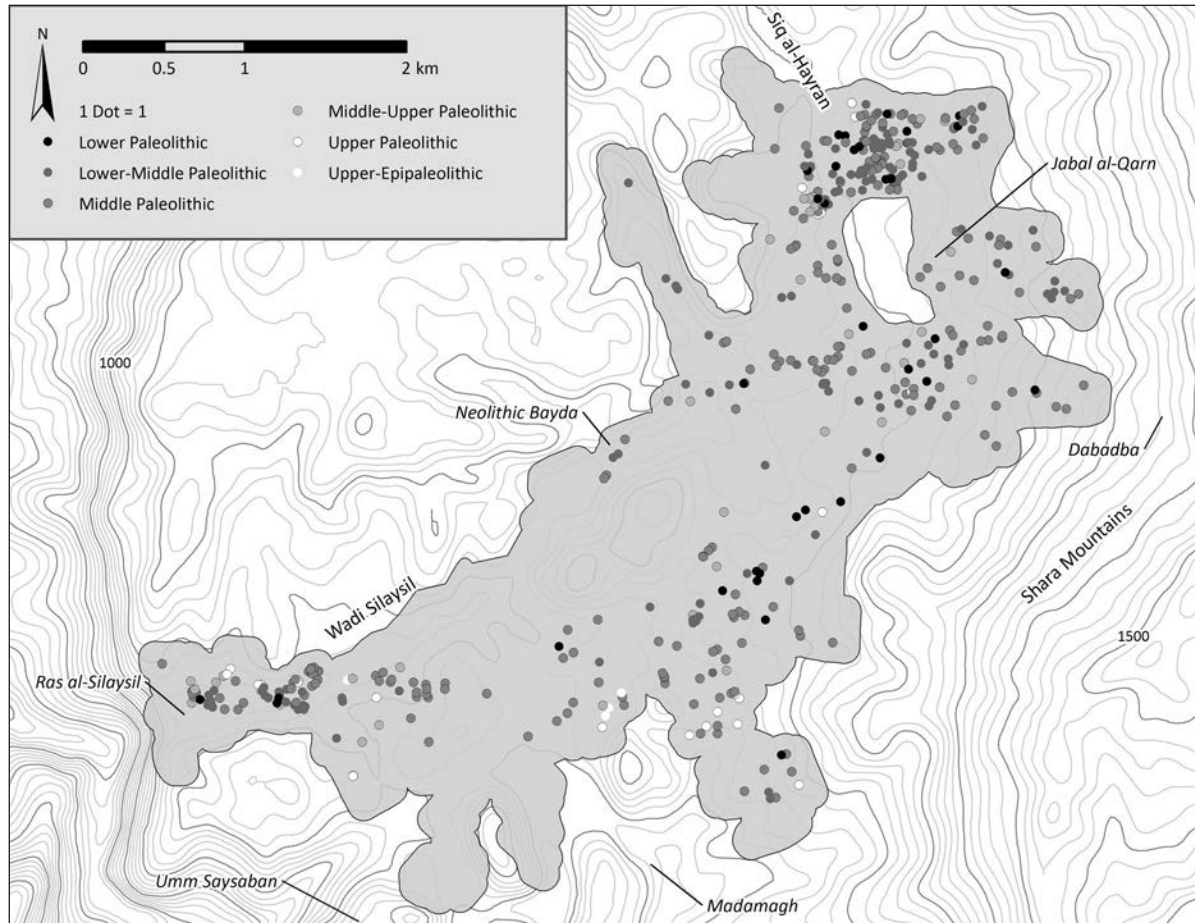 N
0 0.5 1 2 km
1 Dot = 1
Lower Paleolithic
Lower-Middle Paleolithic
Middle Paleolithic
Middle-Upper Paleolithic
Upper Paleolithic
Upper-Epipaleolithic
Siq al-Hayran
Jabal al-Qarn
1000
Neolithic Bayda
Dabadba
Shara Mountains
Wadi Silaysil
1500
Ras al-Silaysil
Umm Saysaban
Madamagh